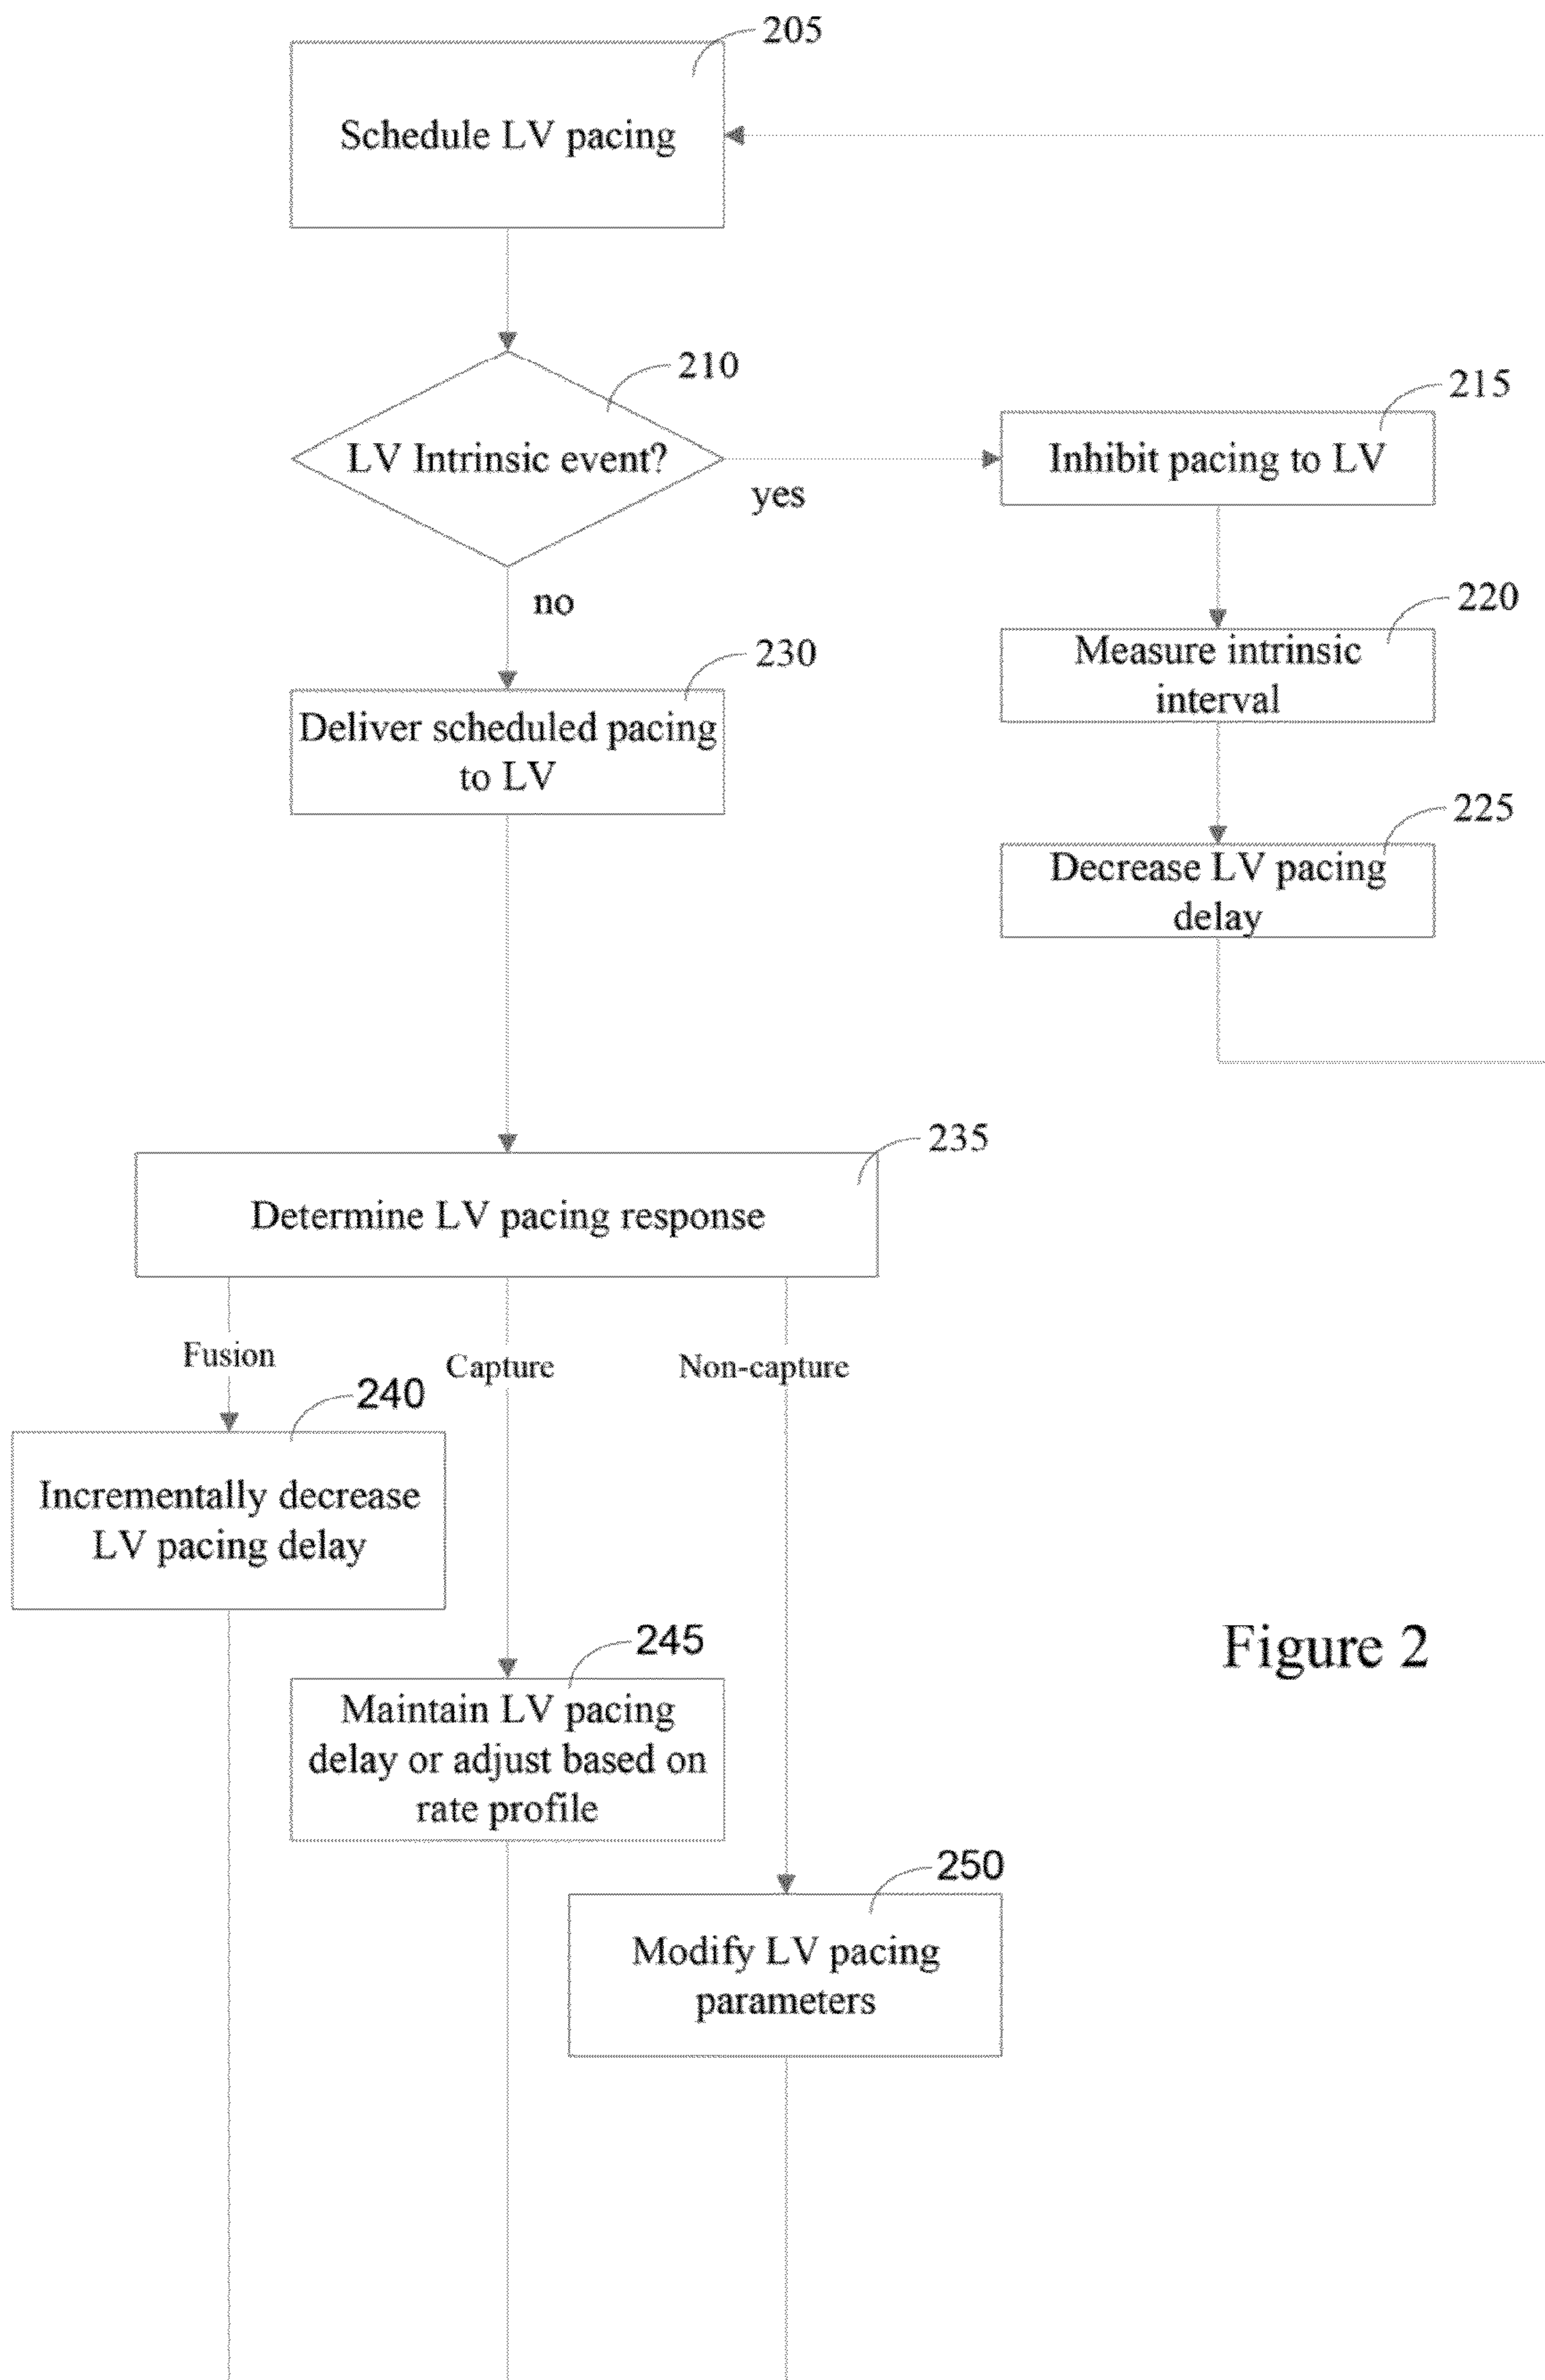 205
Schedule LV pacing
210
LV Intrinsic event?
yes
no
215
Inhibit pacing to LV
220
Measure intrinsic
interval
225
Decrease LV pacing
delay
230
Deliver scheduled pacing
to LV
235
Determine LV pacing response
Fusion
Capture
Non-capture
240
Incrementally decrease
LV pacing delay
245
Maintain LV pacing
delay or adjust based on
rate profile
250
Modify LV pacing
parameters
Figure 2